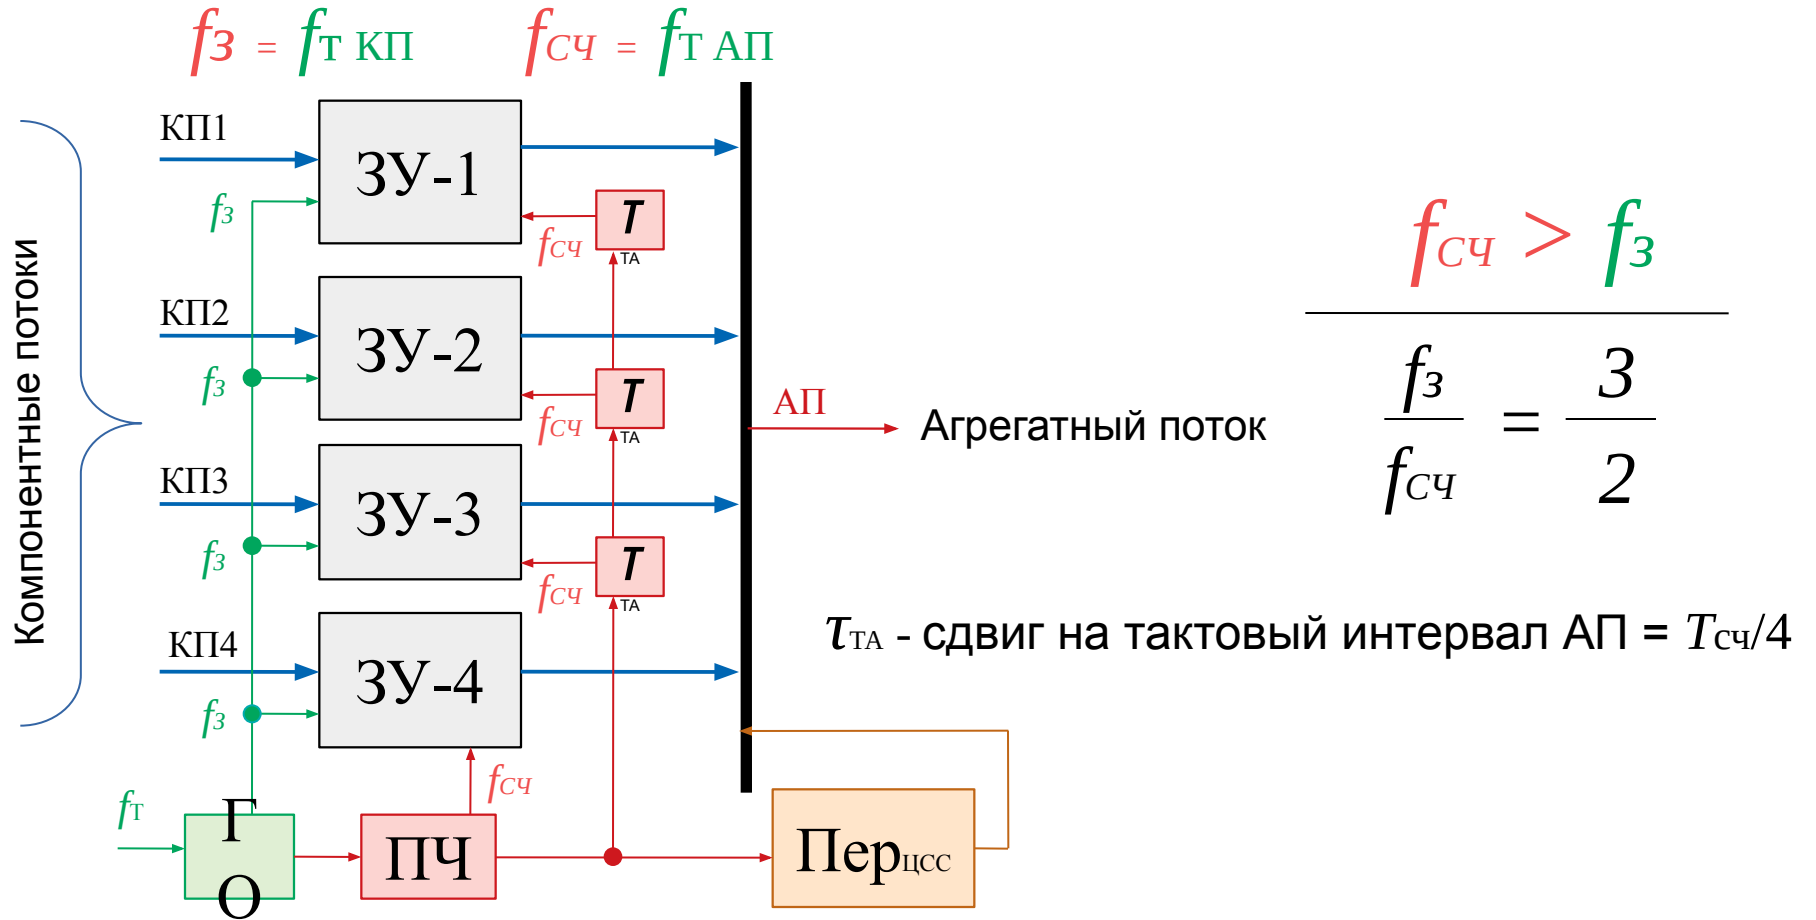 fЗ = fТ КП
fСЧ = fТ АП
Компонентные потоки
КП1
ЗУ-1
fЗ
T
ТА
fСЧ
КП2
ЗУ-2
fЗ
T
ТА
fСЧ
КП3
ЗУ-3
fЗ
T
ТА
fСЧ
КП4
ЗУ-4
fЗ
fСЧ
fТ
ГО
ПЧ
ПерЦСС
АП
Агрегатный поток
fСЧ > fЗ
fЗ / fСЧ = 3 / 2
τТА - сдвиг на тактовый интервал АП = Tсч/4